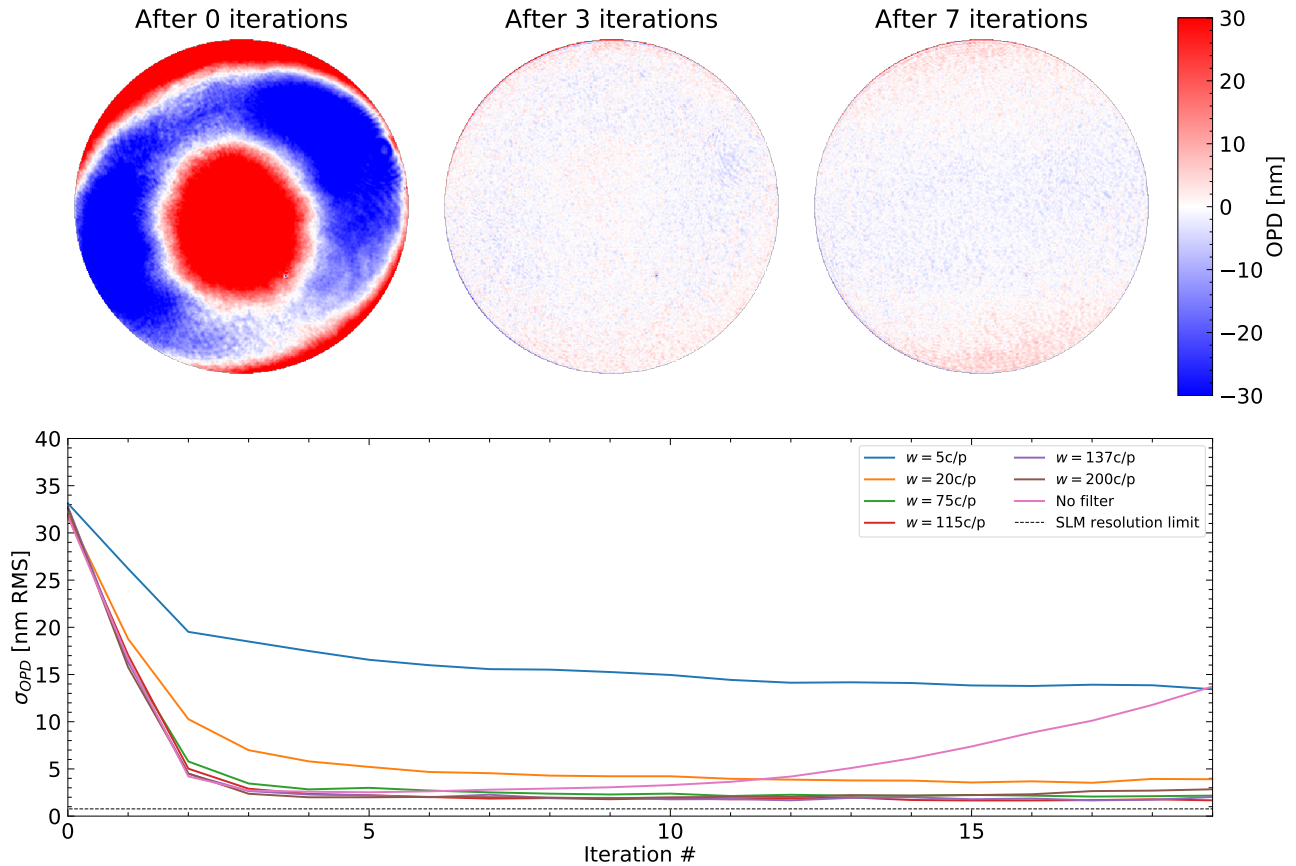 After 0 iterations
After 3 iterations
After 7 iterations
30
20
10
0
−10
−20
−30
OPD [nm]
40
35
30
25
20
15
10
5
0
σ_OPD [nm RMS]
w = 5c/p
w = 20c/p
w = 75c/p
w = 115c/p
w = 137c/p
w = 200c/p
No filter
SLM resolution limit
0
5
10
15
Iteration #